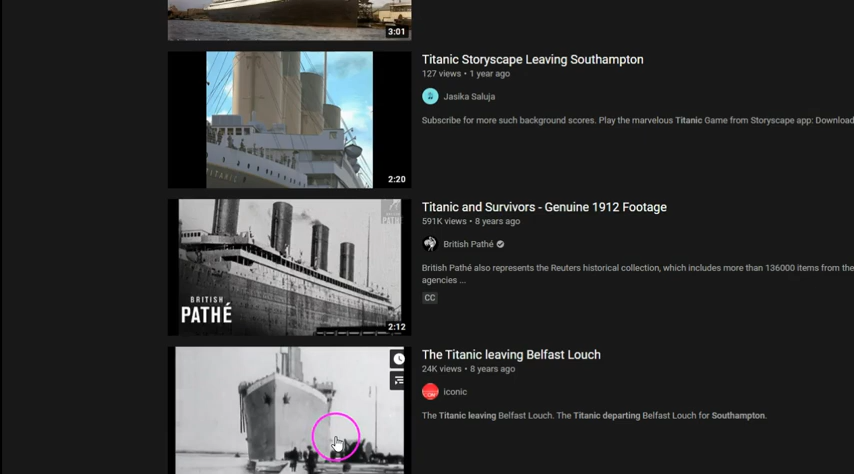 3:01
Titanic Storyscape Leaving Southampton
127 views • 1 year ago
Jasika Saluja
Subscribe for more such background scores. Play the marvelous Titanic Game from Storyscape app: Download
TITANIC
2:20
Titanic and Survivors - Genuine 1912 Footage
591K views • 8 years ago
British Pathé
British Pathé also represents the Reuters historical collection, which includes more than 136000 items from the
agencies ...
CC
BRITISH
PATHÉ
PATHÉ
2:12
The Titanic leaving Belfast Louch
24K views • 8 years ago
iconic
The Titanic leaving Belfast Louch. The Titanic departing Belfast Louch for Southampton.